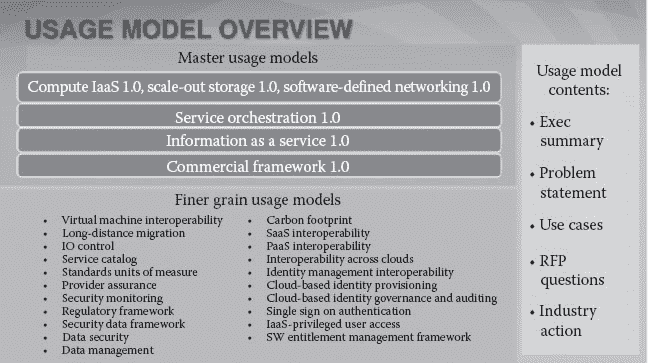 USAGE MODEL OVERVIEW
Master usage models
Compute IaaS 1.0, scale-out storage 1.0, software-defined networking 1.0
Service orchestration 1.0
Information as a service 1.0
Commercial framework 1.0
Finer grain usage models
• Virtual machine interoperability
• Long-distance migration
• IO control
• Service catalog
• Standards units of measure
• Provider assurance
• Security monitoring
• Regulatory framework
• Security data framework
• Data security
• Data management
• Carbon footprint
• SaaS interoperability
• PaaS interoperability
• Interoperability across clouds
• Identity management interoperability
• Cloud-based identity provisioning
• Cloud-based identity governance and auditing
• Single sign on authentication
• IaaS-privileged user access
• SW entitlement management framework
Usage model
contents:
• Exec
summary
• Problem
statement
• Use cases
• RFP
questions
• Industry
action